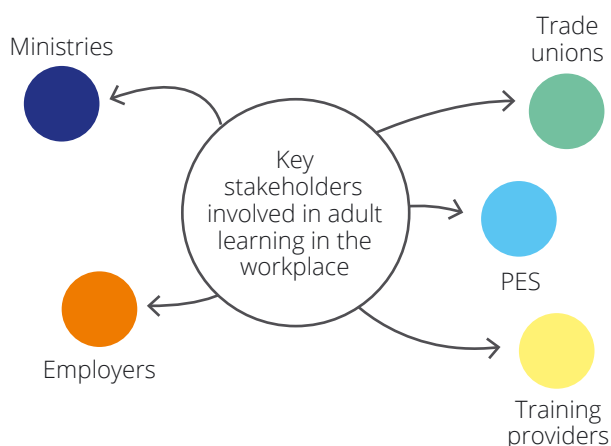 Ministries
Trade
unions
Key
stakeholders
involved in adult
learning in the
workplace
PES
Employers
Training
providers